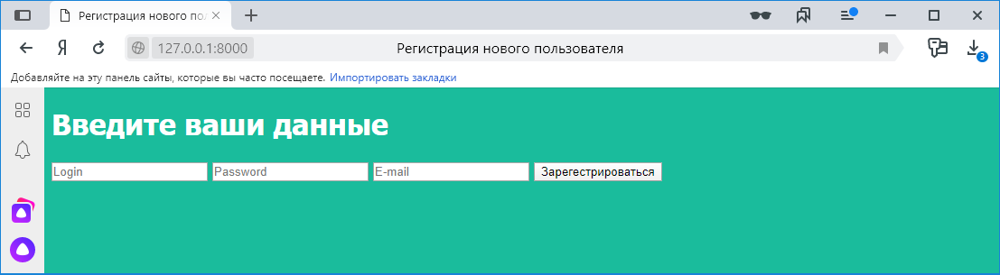 Регистрация нового пол
Я 127.0.0.1:8000 Регистрация нового пользователя 3
Добавляйте на эту панель сайты, которые вы часто посещаете. Импортировать закладки
Введите ваши данные
Login Password E-mail Зарегестрироваться